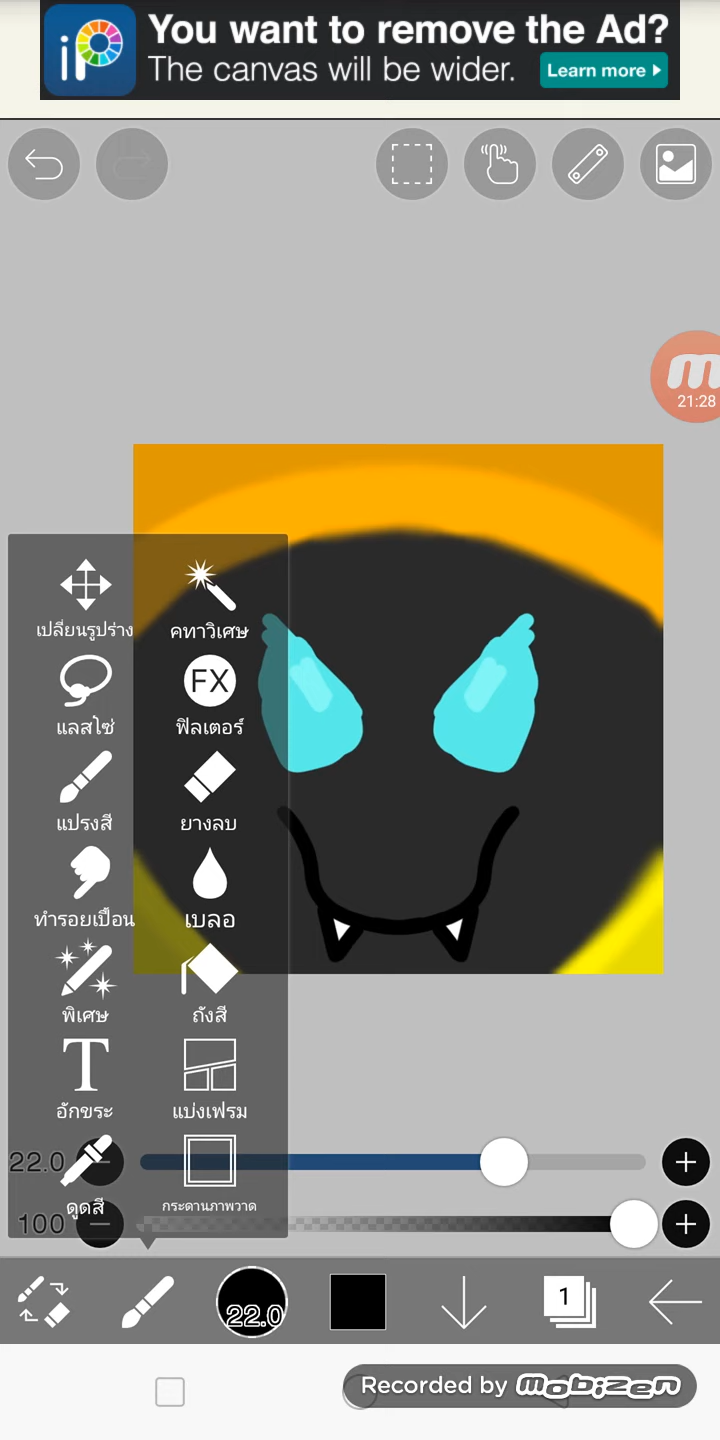 iP
You want to remove the Ad?
The canvas will be wider.
Learn more
m
21:28
เปลี่ยนรูปร่าง
คทาวิเศษ
FX
แลสโซ่
ฟิลเตอร์
แปรงสี
ยางลบ
ทำรอยเปื้อน
เบลอ
พิเศษ
ถังสี
T
อักขระ
แบ่งเฟรม
22.0
ดูดสี
กระดานภาพวาด
100
22.0
1
Recorded by mobizen